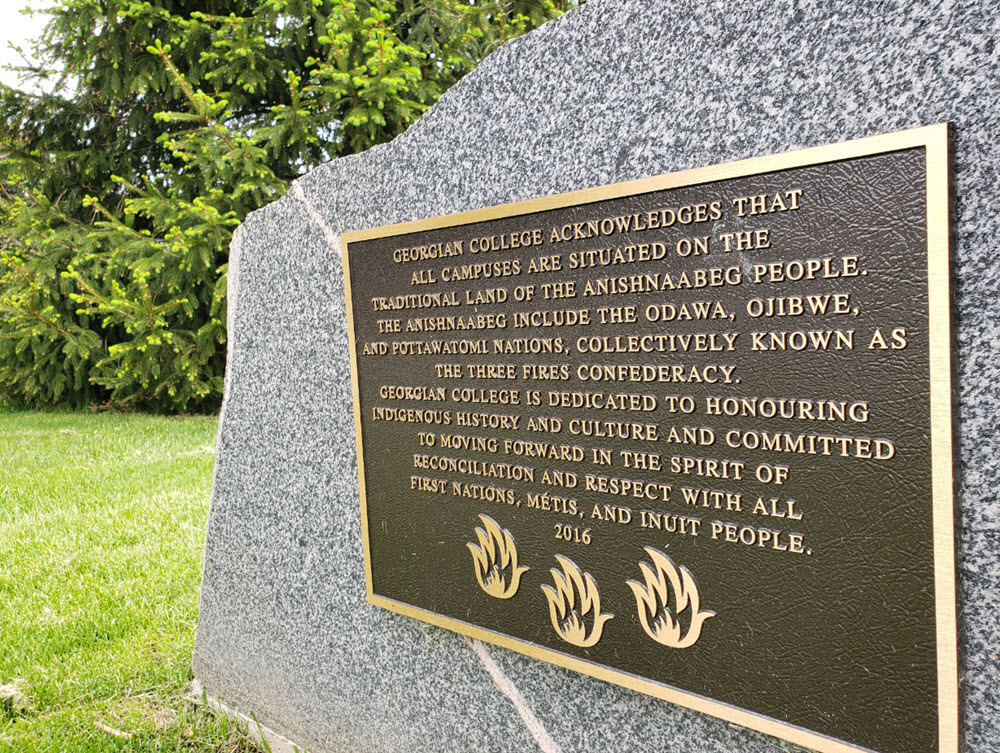 GEORGIAN COLLEGE ACKNOWLEDGES THAT
ALL CAMPUSES ARE SITUATED ON THE
TRADITIONAL LAND OF THE ANISHNAABEG PEOPLE.
THE ANISHNAABEG INCLUDE THE ODAWA, OJIBWE,
AND POTTAWATOMI NATIONS, COLLECTIVELY KNOWN AS
THE THREE FIRES CONFEDERACY.
GEORGIAN COLLEGE IS DEDICATED TO HONOURING
INDIGENOUS HISTORY AND CULTURE AND COMMITTED
TO MOVING FORWARD IN THE SPIRIT OF
RECONCILIATION AND RESPECT WITH ALL
FIRST NATIONS, MÉTIS, AND INUIT PEOPLE.
2016